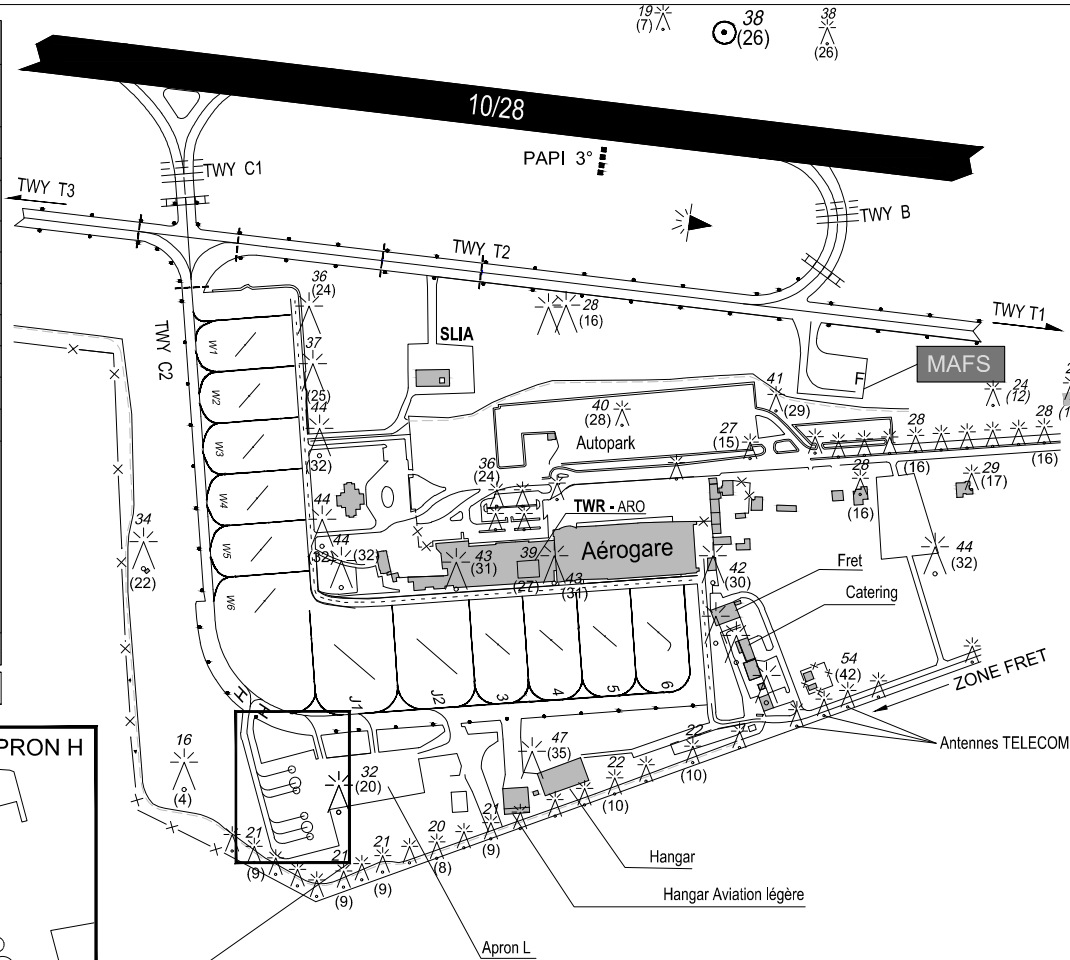 19
(7)
38
(26)
38
(26)
10/28
PAPI 3°
TWY C1
TWY B
TWY T3
TWY T2
TWY T1
36
(24)
28
(16)
SLIA
MAFS
F
TWY C2
W1
37
(25)
W2
24
(12)
41
(29)
40
(28)
Autopark
27
(15)
44
(32)
28
(16)
28
(16)
W3
36
(24)
28
(16)
29
(17)
W4
TWR - ARO
44
(32)
34
(22)
W5
44
(32)
43
(31)
39
(27)
43
(31)
Aérogare
42
(30)
44
(32)
Fret
Catering
W6
54
(42)
ZONE FRET
H
J1
J2
3
4
5
6
Antennes TELECOM
PRON H
16
(4)
32
(20)
47
(35)
22
(10)
22
(10)
21
(9)
21
(9)
21
(9)
20
(8)
21
(9)
Hangar
Hangar Aviation légère
Apron L